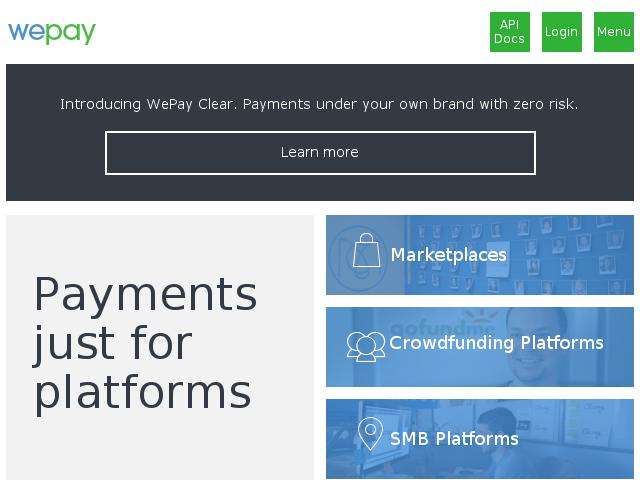 wepay
API
Docs
Login
Menu
Introducing WePay Clear. Payments under your own brand with zero risk.
Learn more
Payments
just for
platforms
Marketplaces
gofundme
Crowdfunding Platforms
SMB Platforms